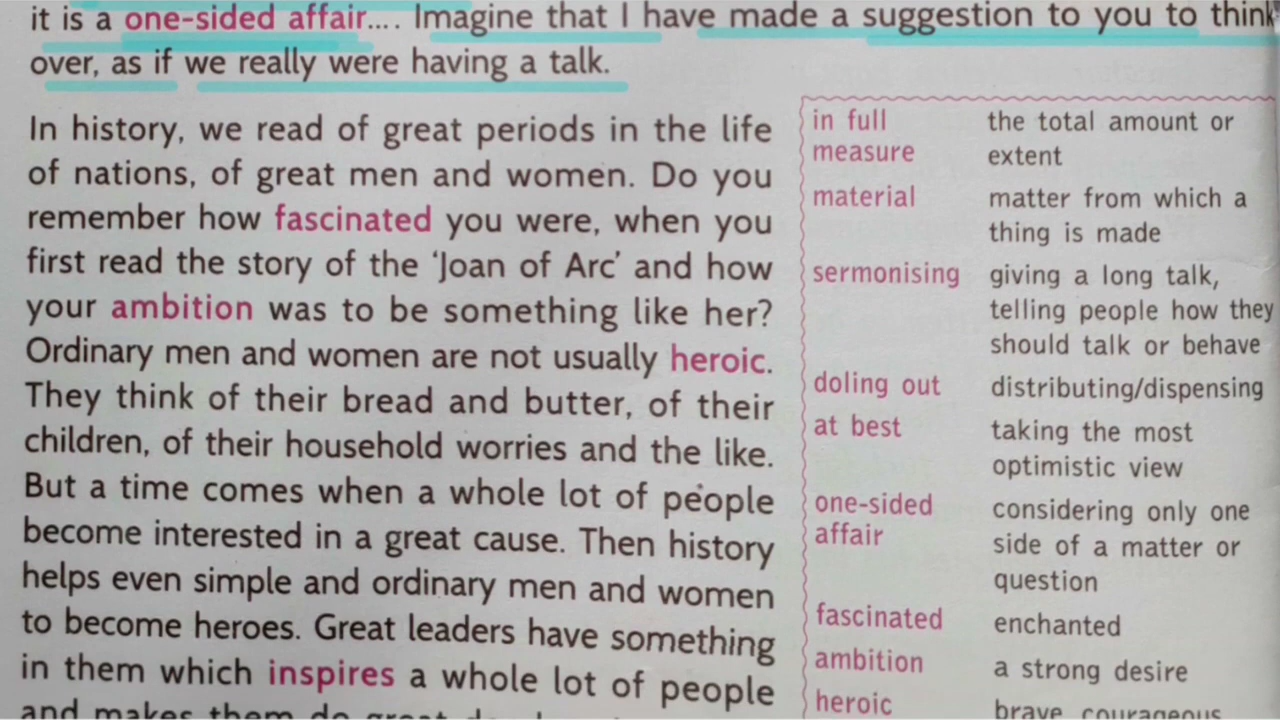 it is a one-sided affair.... Imagine that I have made a suggestion to you to think
over, as if we really were having a talk.
In history, we read of great periods in the life
of nations, of great men and women. Do you
remember how fascinated you were, when you
first read the story of the ‘Joan of Arc’ and how
your ambition was to be something like her?
Ordinary men and women are not usually heroic.
They think of their bread and butter, of their
children, of their household worries and the like.
But a time comes when a whole lot of people
become interested in a great cause. Then history
helps even simple and ordinary men and women
to become heroes. Great leaders have something
in them which inspires a whole lot of people
and makes them do great
in full the total amount or
measure extent
material matter from which a
thing is made
sermonising giving a long talk,
telling people how they
should talk or behave
doling out distributing/dispensing
at best taking the most
optimistic view
one-sided considering only one
affair side of a matter or
question
fascinated enchanted
ambition a strong desire
heroic brave courageous